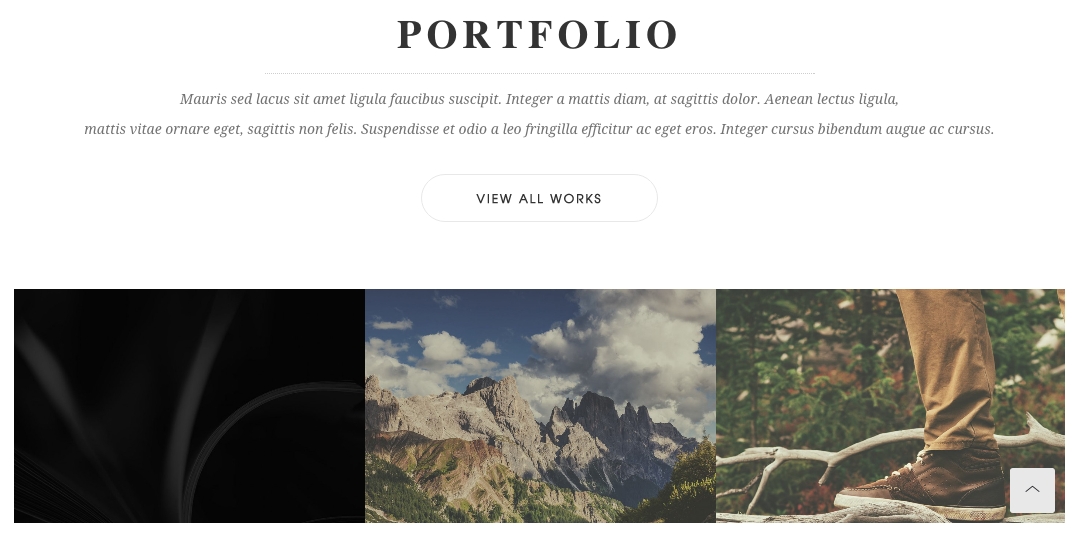 PORTFOLIO
Mauris sed lacus sit amet ligula faucibus suscipit. Integer a mattis diam, at sagittis dolor. Aenean lectus ligula,
mattis vitae ornare eget, sagittis non felis. Suspendisse et odio a leo fringilla efficitur ac eget eros. Integer cursus bibendum augue ac cursus.
VIEW ALL WORKS